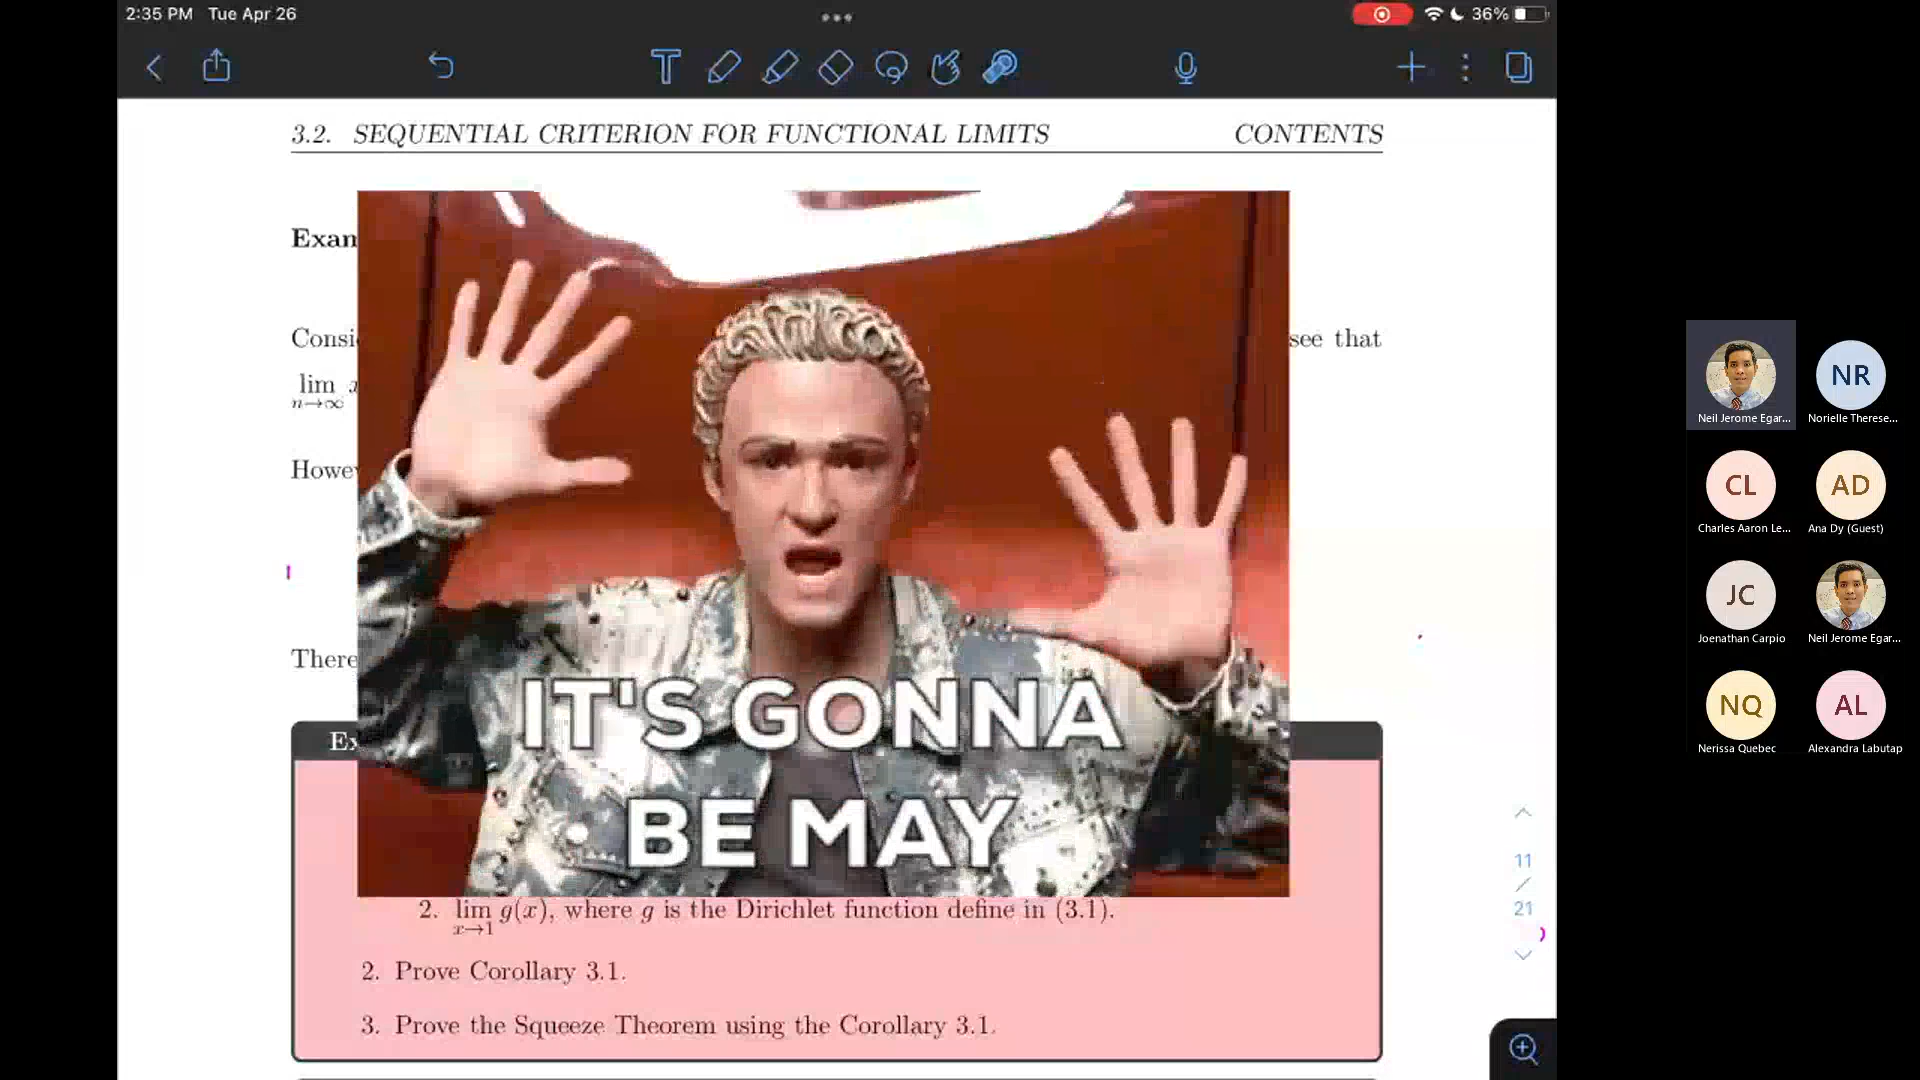 2:35 PM Tue Apr 26
36%
3.2. SEQUENTIAL CRITERION FOR FUNCTIONAL LIMITS CONTENTS
Exan
Consi see that
lim x
n→∞
Howev
There
IT'S GONNA
BE MAY
Ex
2. lim g(x), where g is the Dirichlet function define in (3.1).
x→1
2. Prove Corollary 3.1.
3. Prove the Squeeze Theorem using the Corollary 3.1.
11
/
21
Neil Jerome Egar...
NR
Norielle Therese...
CL
Charles Aaron Le...
AD
Ana Dy (Guest)
JC
Joenathan Carpio
Neil Jerome Egar...
NQ
Nerissa Quebec
AL
Alexandra Labutap